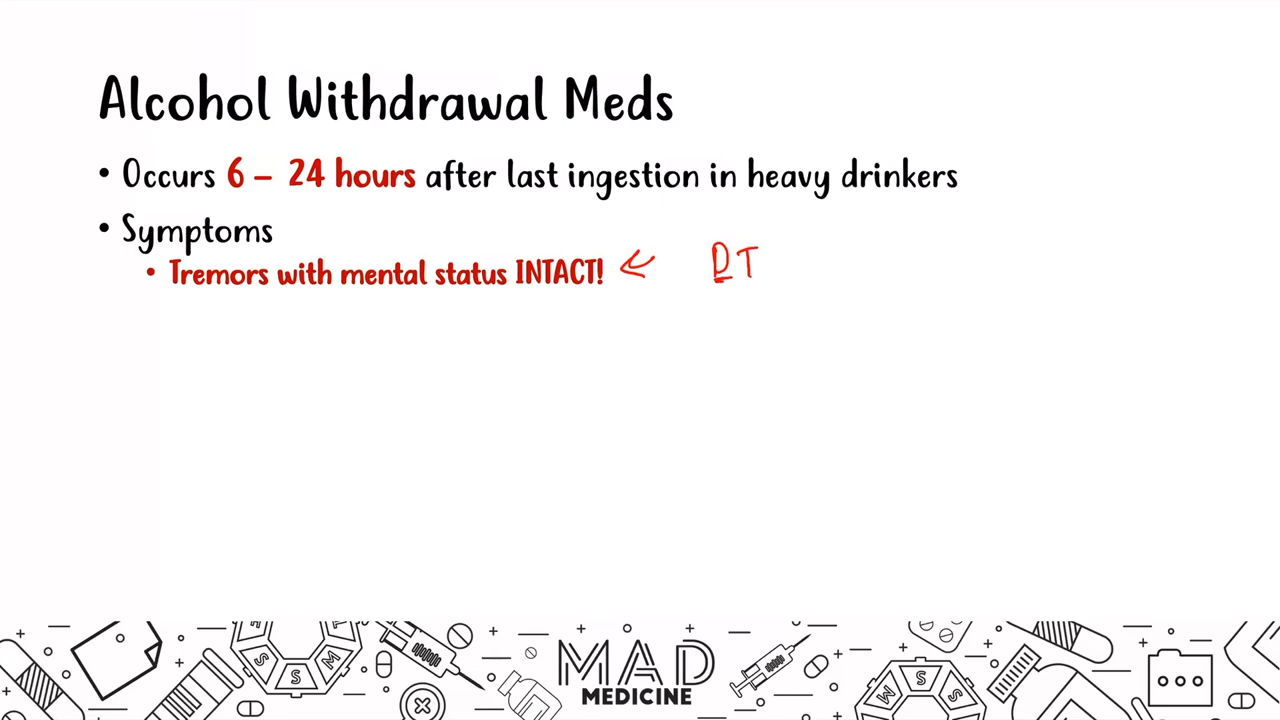 Alcohol Withdrawal Meds
• Occurs 6 – 24 hours after last ingestion in heavy drinkers
• Symptoms
• Tremors with mental status INTACT! DT
S
S
M
MAD
MEDICINE
M
S
S